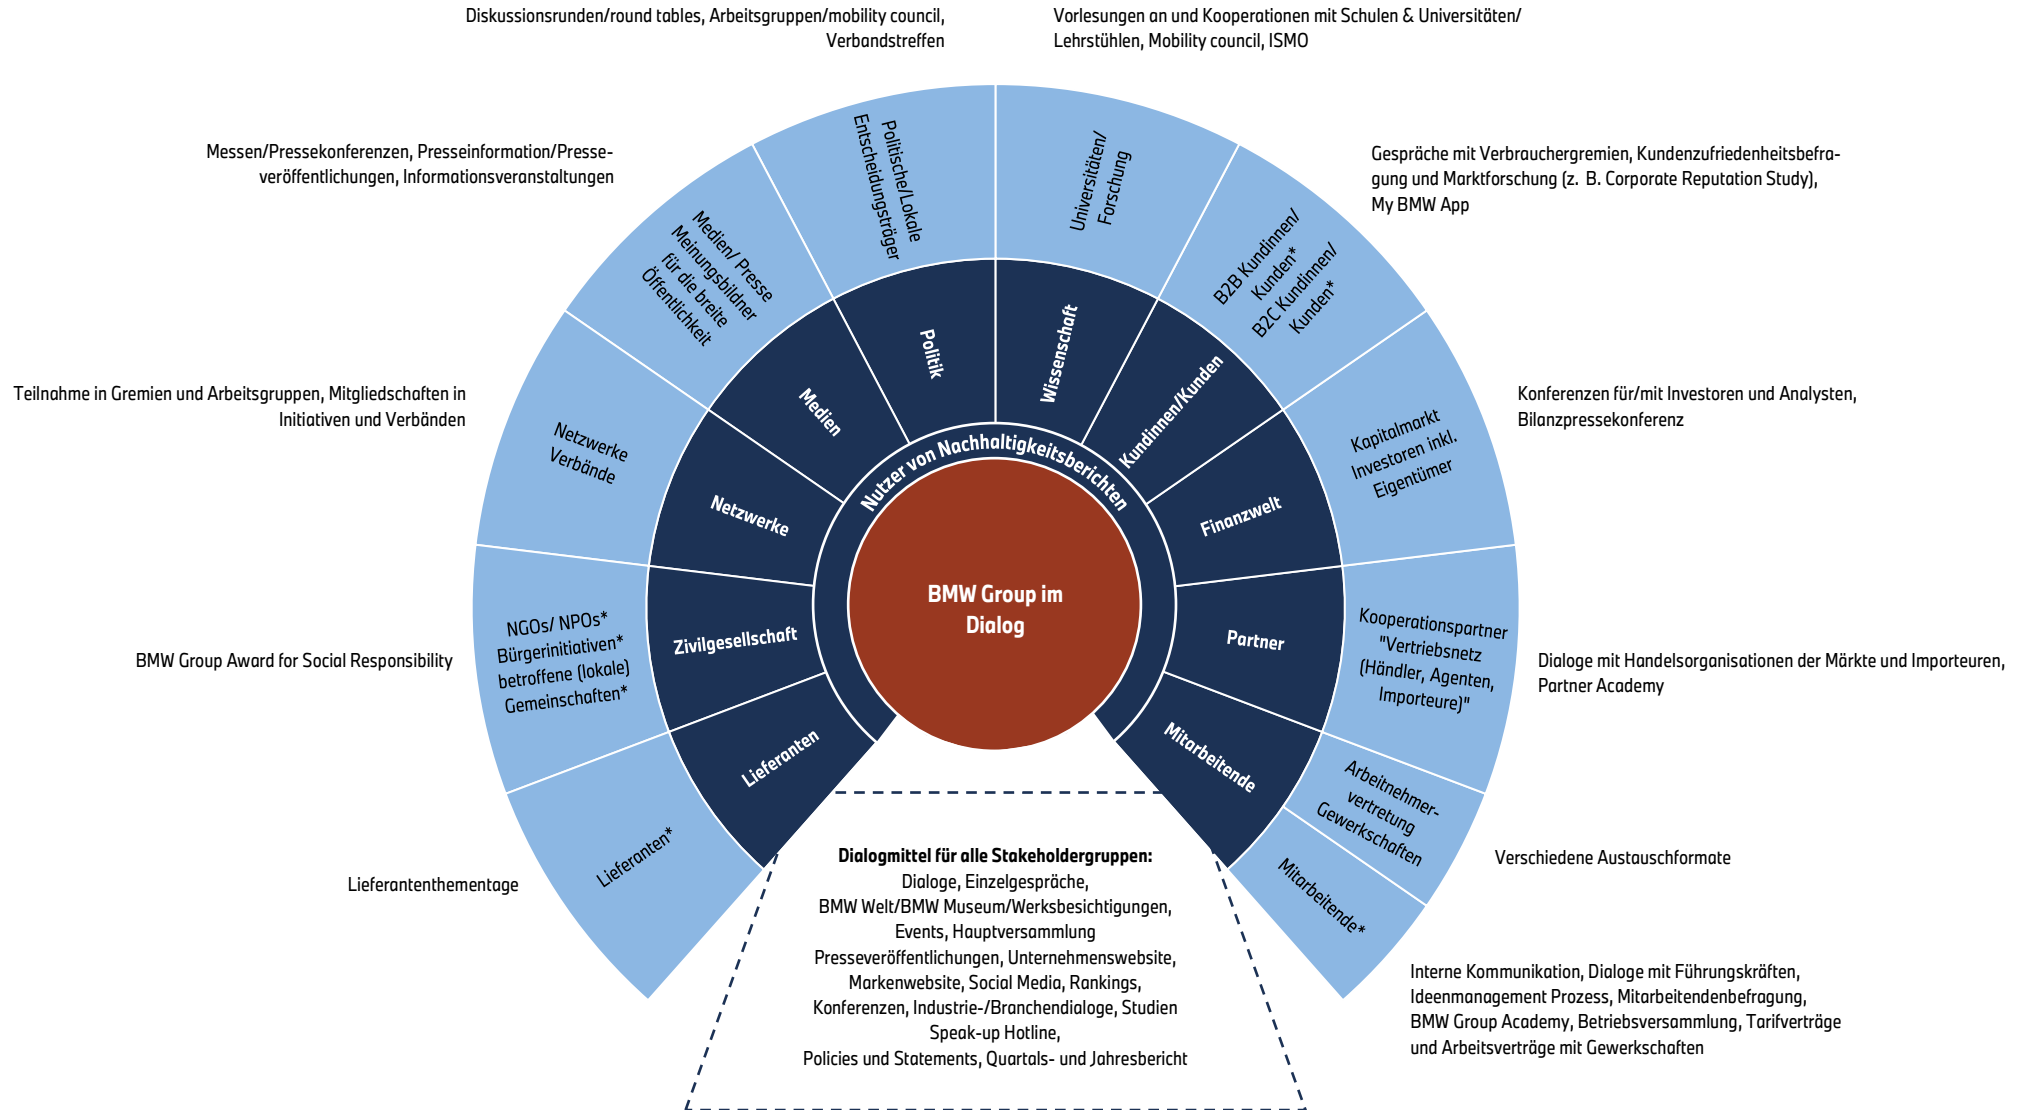 Diskussionsrunden/round tables, Arbeitsgruppen/mobility council,
Verbandstreffen
Vorlesungen an und Kooperationen mit Schulen & Universitäten/
Lehrstühlen, Mobility council, ISMO
Messen/Pressekonferenzen, Presseinformation/Presse-
veröffentlichungen, Informationsveranstaltungen
Gespräche mit Verbrauchergremien, Kundenzufriedenheitsbefra-
gung und Marktforschung (z. B. Corporate Reputation Study),
My BMW App
Teilnahme in Gremien und Arbeitsgruppen, Mitgliedschaften in
Initiativen und Verbänden
Konferenzen für/mit Investoren und Analysten,
Bilanzpressekonferenz
BMW Group Award for Social Responsibility
Dialoge mit Handelsorganisationen der Märkte und Importeuren,
Partner Academy
Lieferantenthementage
Verschiedene Austauschformate
Interne Kommunikation, Dialoge mit Führungskräften,
Ideenmanagement Prozess, Mitarbeitendenbefragung,
BMW Group Academy, Betriebsversammlung, Tarifverträge
und Arbeitsverträge mit Gewerkschaften
Lieferanten*
NGOs/ NPOs*
Bürgerinitiativen*
betroffene (lokale)
Gemeinschaften*
Netzwerke
Verbände
Medien/ Presse
Meinungsbildner
für die breite
Öffentlichkeit
Politische/Lokale
Entscheidungsträger
Universitäten/
Forschung
B2B Kundinnen/
Kunden*
B2C Kundinnen/
Kunden*
Kapitalmarkt
Investoren inkl.
Eigentümer
Kooperationspartner
"Vertriebsnetz
(Händler, Agenten,
Importeure)"
Arbeitnehmer-
vertretung
Gewerkschaften
Mitarbeitende*
Lieferanten
Zivilgesellschaft
Netzwerke
Medien
Politik
Wissenschaft
Kundinnen/Kunden
Finanzwelt
Partner
Mitarbeitende
Nutzer von Nachhaltigkeitsberichten
BMW Group im
Dialog
Dialogmittel für alle Stakeholdergruppen:
Dialoge, Einzelgespräche,
BMW Welt/BMW Museum/Werksbesichtigungen,
Events, Hauptversammlung
Presseveröffentlichungen, Unternehmenswebsite,
Markenwebsite, Social Media, Rankings,
Konferenzen, Industrie-/Branchendialoge, Studien
Speak-up Hotline,
Policies und Statements, Quartals- und Jahresbericht